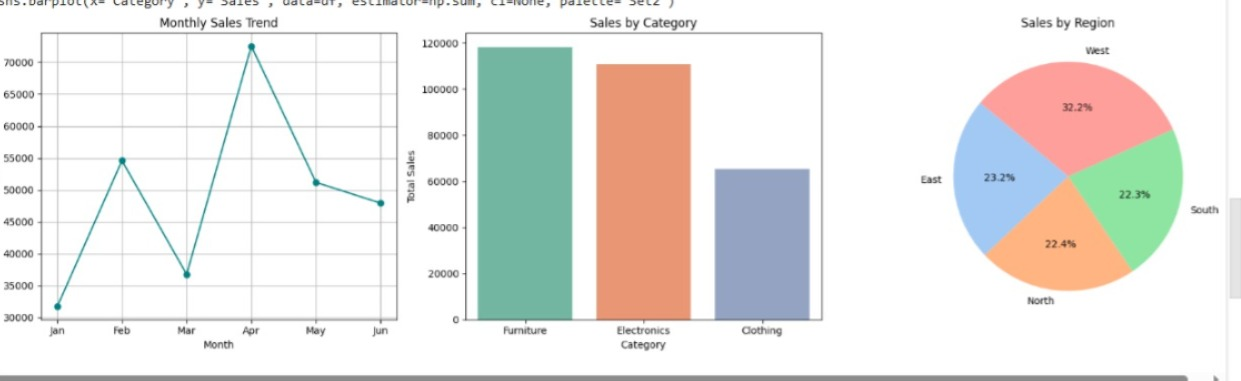 sns.barplot(x='Category', y='Sales', data=df, estimator=np.sum, ci=None, palette='Set2')
Monthly Sales Trend
70000
65000
60000
55000
50000
45000
40000
35000
30000
Jan Feb Mar Apr May Jun
Month
Sales by Category
Total Sales
120000
100000
80000
60000
40000
20000
0
Furniture Electronics Clothing
Category
Sales by Region
West
32.2%
East
23.2%
22.3%
South
22.4%
North